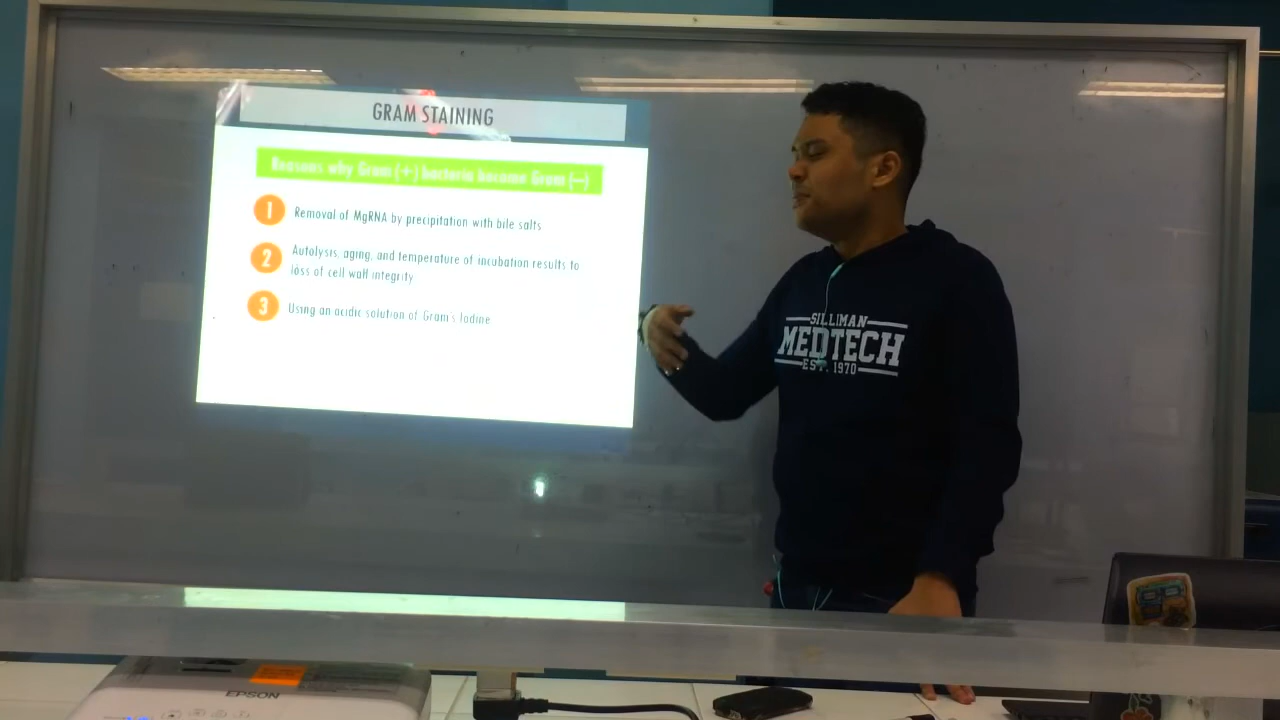 GRAM STAINING
Reasons why Gram (+) bacteria become Gram (—)
1 Removal of MgRNA by precipitation with bile salts
2 Autolysis, aging, and temperature of incubation results to
loss of cell wall integrity
3 Using an acidic solution of Gram's Iodine
SILLIMAN
MEDTECH
EST. 1970
EPSON